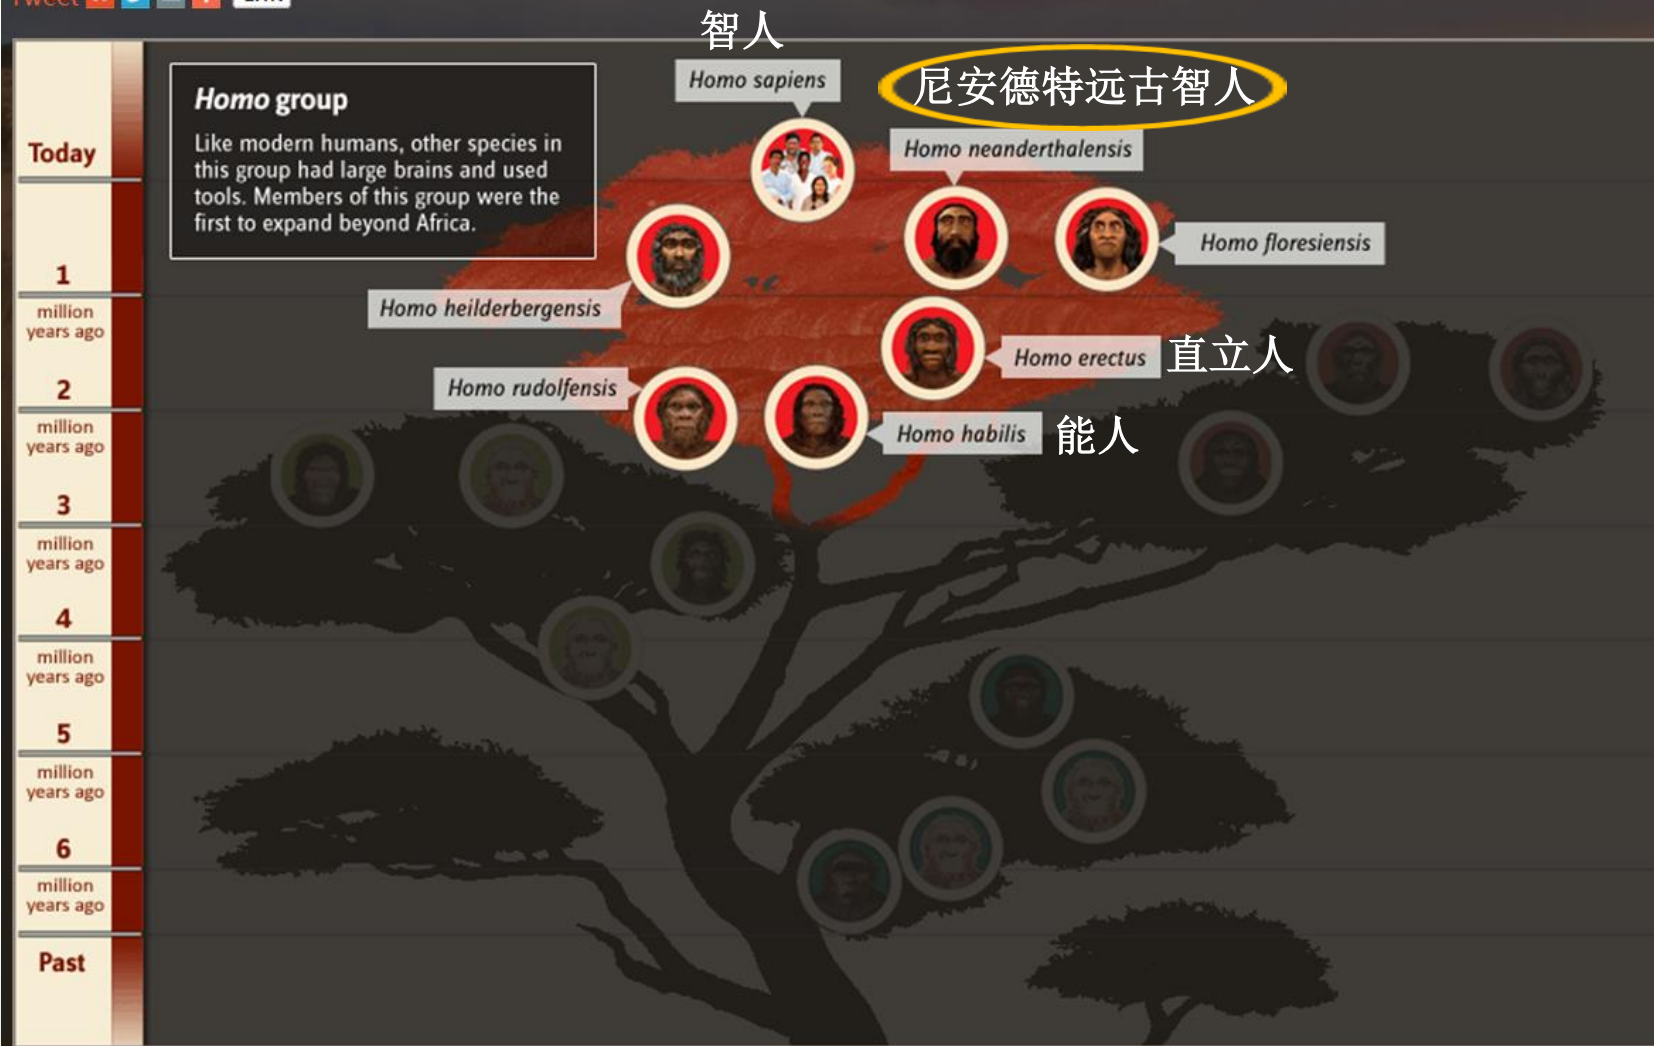 智人
Homo sapiens
尼安德特远古智人
Homo group
Like modern humans, other species in
this group had large brains and used
tools. Members of this group were the
first to expand beyond Africa.
Homo neanderthalensis
Homo floresiensis
Homo heilderbergensis
Homo erectus
直立人
Homo rudolfensis
Homo habilis
能人
Today
1
million
years ago
2
million
years ago
3
million
years ago
4
million
years ago
5
million
years ago
6
million
years ago
Past